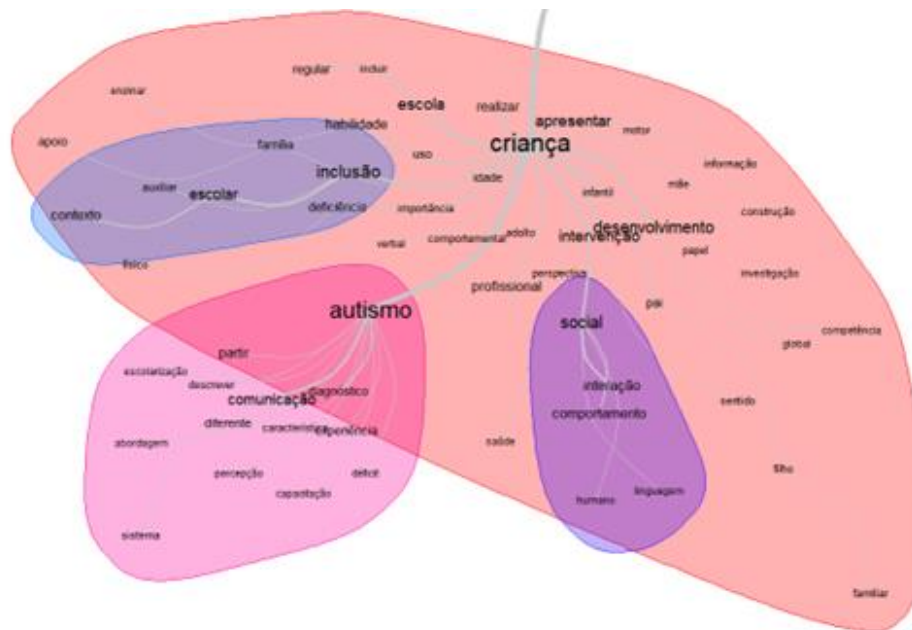 regular
incluir
ensinar
escola
realizar
apresentar
habilidade
motor
apoio
família
criança
uso
informação
inclusão
idade
mãe
auxiliar
escolar
infantil
contexto
deficiência
importância
construção
desenvolvimento
adulto
comportamental
intervenção
verbal
papel
físico
perspectiva
investigação
profissional
pai
autismo
social
competência
global
partir
escolarização
descrever
diagnóstico
interação
comunicação
sentido
comportamento
diferente
característica
experiência
abordagem
saúde
percepção
déficit
filho
capacitação
linguagem
humano
sistema
familiar